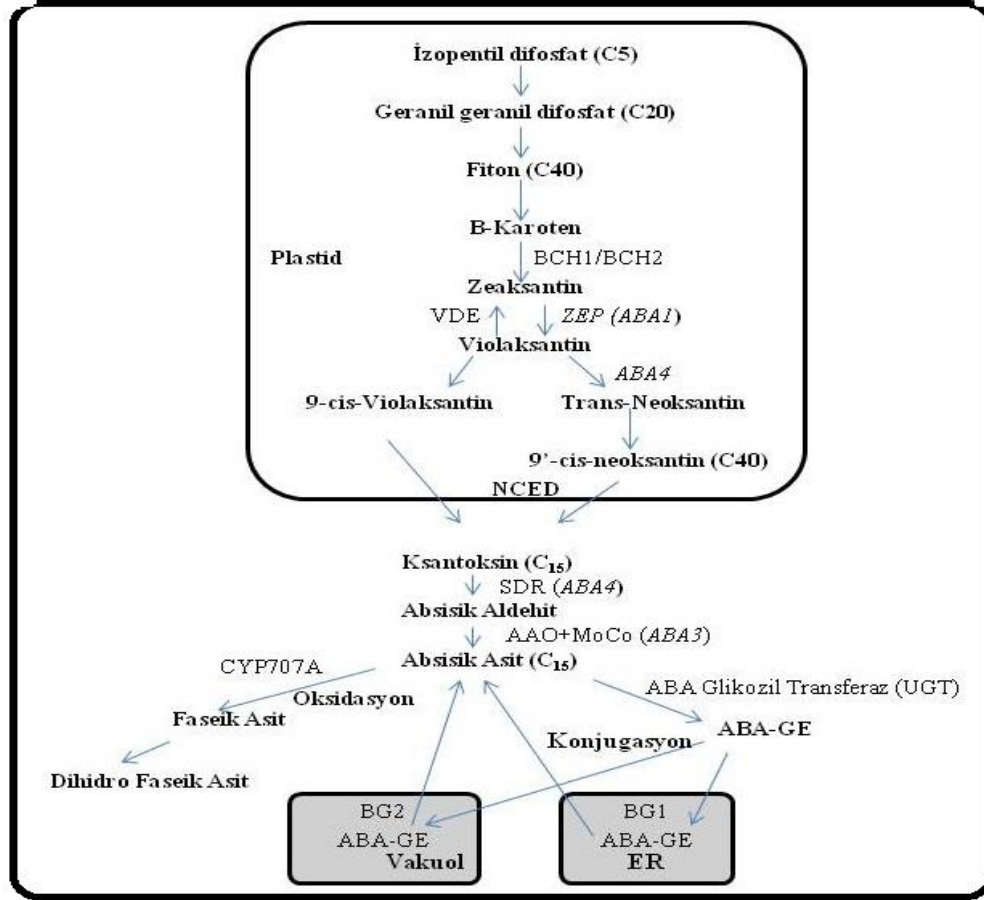 İzopentil difosfat (C5)
Geranil geranil difosfat (C20)
Fiton (C40)
B-Karoten
Plastid
BCH1/BCH2
Zeaksantin
VDE
ZEP (ABA1)
Violaksantin
ABA4
9-cis-Violaksantin
Trans-Neoksantin
9’-cis-neoksantin (C40)
NCED
Ksantoksin (C15)
SDR (ABA4)
Absisik Aldehit
AAO+MoCo (ABA3)
Absisik Asit (C15)
CYP707A
Oksidasyon
ABA Glikozil Transferaz (UGT)
Faseik Asit
ABA-GE
Konjugasyon
Dihidro Faseik Asit
BG2
ABA-GE
Vakuol
BG1
ABA-GE
ER